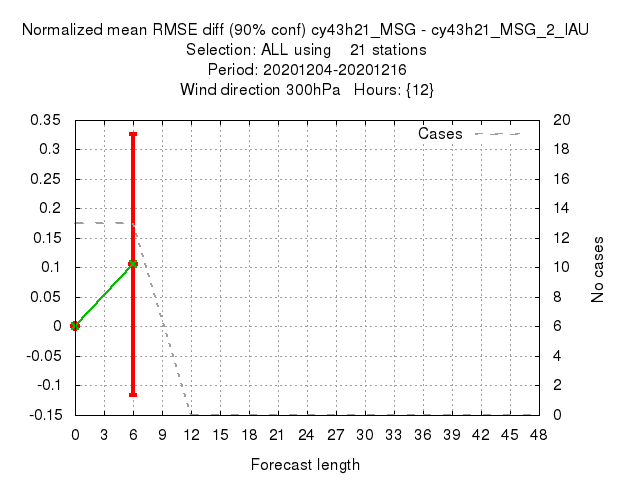 Normalized mean RMSE diff (90% conf) cy43h21_MSG - cy43h21_MSG_2_IAU
Selection: ALL using    21 stations
Period: 20201204-20201216
Wind direction 300hPa   Hours: {12}
Cases
0.35
0.3
0.25
0.2
0.15
0.1
0.05
0
-0.05
-0.1
-0.15
20
18
16
14
12
10
8
6
4
2
0
No cases
0 3 6 9 12 15 18 21 24 27 30 33 36 39 42 45 48
Forecast length